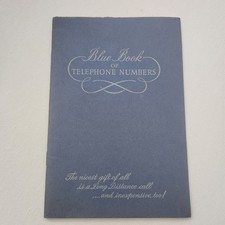 Blue Book
OF
TELEPHONE NUMBERS
The nicest gift of all
is a Long Distance call
...and inexpensive, too!